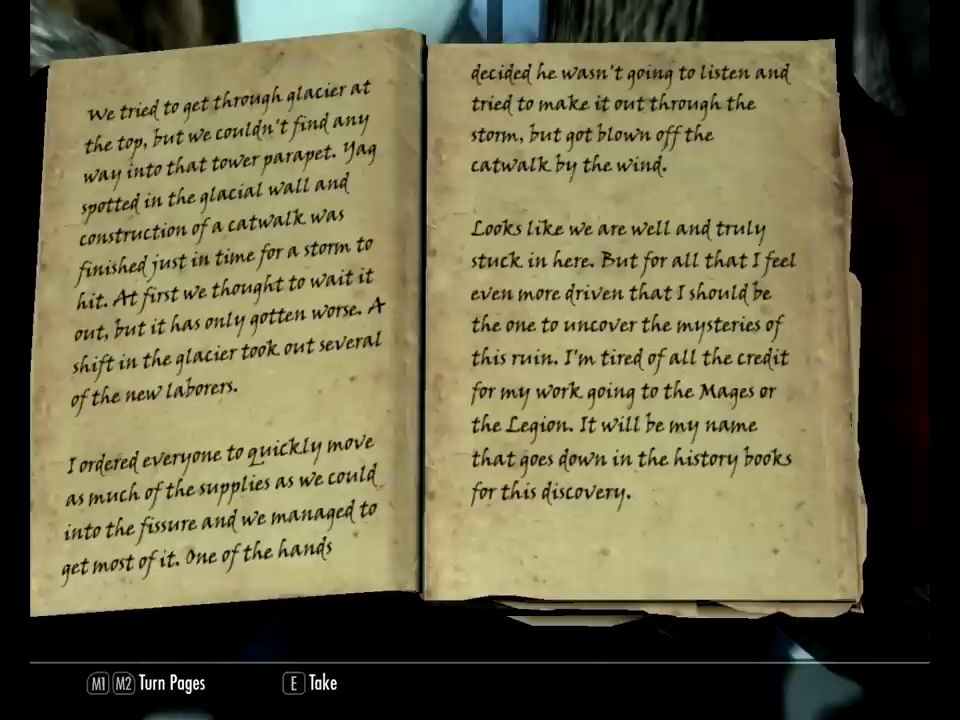 We tried to get through glacier at
the top, but we couldn't find any
way into that tower parapet. Yag
spotted in the glacial wall and
construction of a catwalk was
finished just in time for a storm to
hit. At first we thought to wait it
out, but it has only gotten worse. A
shift in the glacier took out several
of the new laborers.
I ordered everyone to quickly move
as much of the supplies as we could
into the fissure and we managed to
get most of it. One of the hands
decided he wasn't going to listen and
tried to make it out through the
storm, but got blown off the
catwalk by the wind.
Looks like we are well and truly
stuck in here. But for all that I feel
even more driven that I should be
the one to uncover the mysteries of
this ruin. I'm tired of all the credit
for my work going to the Mages or
the Legion. It will be my name
that goes down in the history books
for this discovery.
M1 M2 Turn Pages E Take